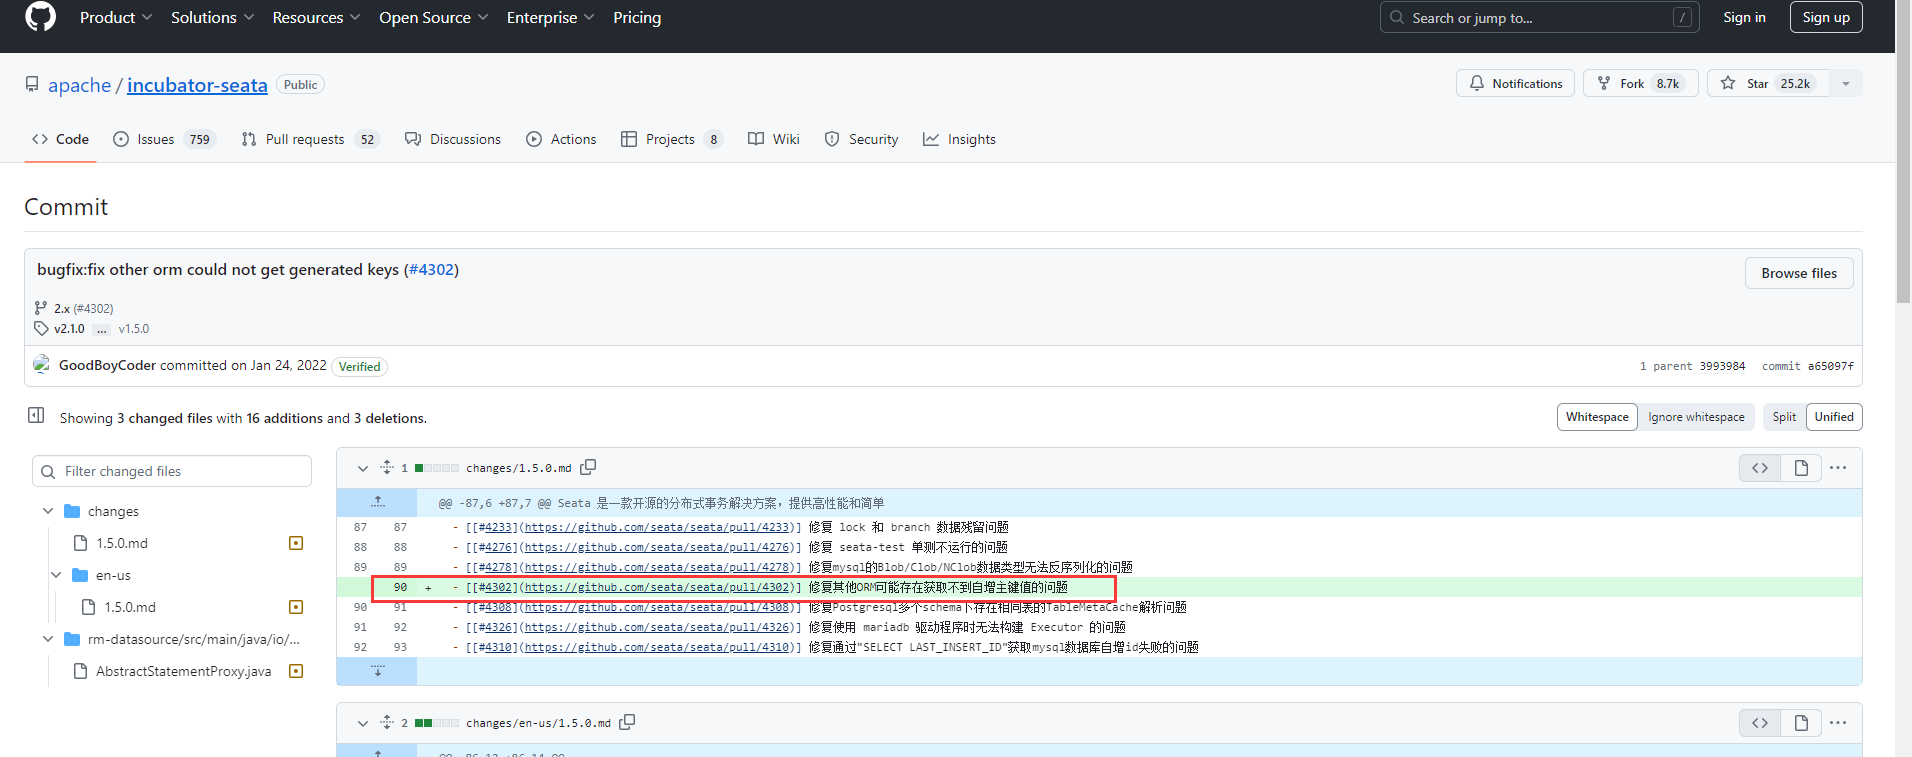 Product Solutions Resources Open Source Enterprise Pricing Search or jump to... / Sign in Sign up
apache / incubator-seata Public Notifications Fork 8.7k Star 25.2k
Code Issues 759 Pull requests 52 Discussions Actions Projects 8 Wiki Security Insights
Commit
bugfix:fix other orm could not get generated keys (#4302) Browse files
2.x (#4302)
v2.1.0 ... v1.5.0
GoodBoyCoder committed on Jan 24, 2022 Verified 1 parent 3993984 commit a65097f
Showing 3 changed files with 16 additions and 3 deletions. Whitespace Ignore whitespace Split Unified
Filter changed files
changes
1.5.0.md
en-us
1.5.0.md
rm-datasource/src/main/java/io/...
AbstractStatementProxy.java
1 changes/1.5.0.md
@@ -87,6 +87,7 @@ Seata 是一款开源的分布式事务解决方案，提供高性能和简单
87 87 - [[#4233](https://github.com/seata/seata/pull/4233)] 修复 lock 和 branch 数据残留问题
88 88 - [[#4276](https://github.com/seata/seata/pull/4276)] 修复 seata-test 单测不运行的问题
89 89 - [[#4278](https://github.com/seata/seata/pull/4278)] 修复mysql的Blob/Clob/NClob数据类型无法反序列化的问题
90 + - [[#4302](https://github.com/seata/seata/pull/4302)] 修复其他ORM可能存在获取不到自增主键值的问题
90 91 - [[#4308](https://github.com/seata/seata/pull/4308)] 修复Postgresql多个schema下存在相同表的TableMetaCache解析问题
91 92 - [[#4326](https://github.com/seata/seata/pull/4326)] 修复使用 mariadb 驱动程序时无法构建 Executor 的问题
92 93 - [[#4310](https://github.com/seata/seata/pull/4310)] 修复通过"SELECT LAST_INSERT_ID"获取mysql数据库自增id失败的问题
2 changes/en-us/1.5.0.md